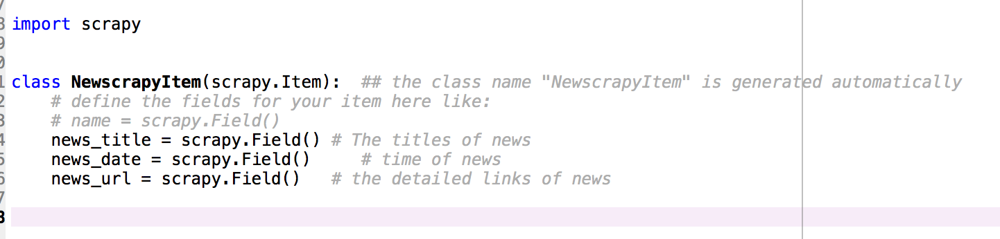 import scrapy
class NewscrapyItem(scrapy.Item):  ## the class name "NewscrapyItem" is generated automatically
    # define the fields for your item here like:
    # name = scrapy.Field()
    news_title = scrapy.Field() # The titles of news
    news_date = scrapy.Field()     # time of news
    news_url = scrapy.Field()   # the detailed links of news